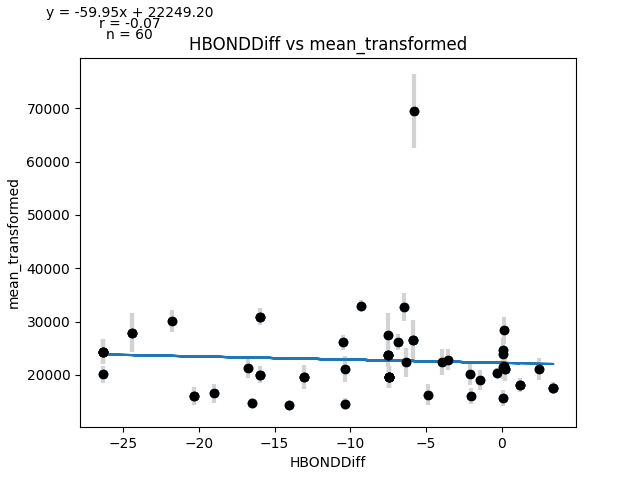 y = -59.95x + 22249.20
r = -0.07
n = 60
HBONDDiff vs mean_transformed
mean_transformed
70000
60000
50000
40000
30000
20000
−25
−20
−15
−10
−5
0
HBONDDiff